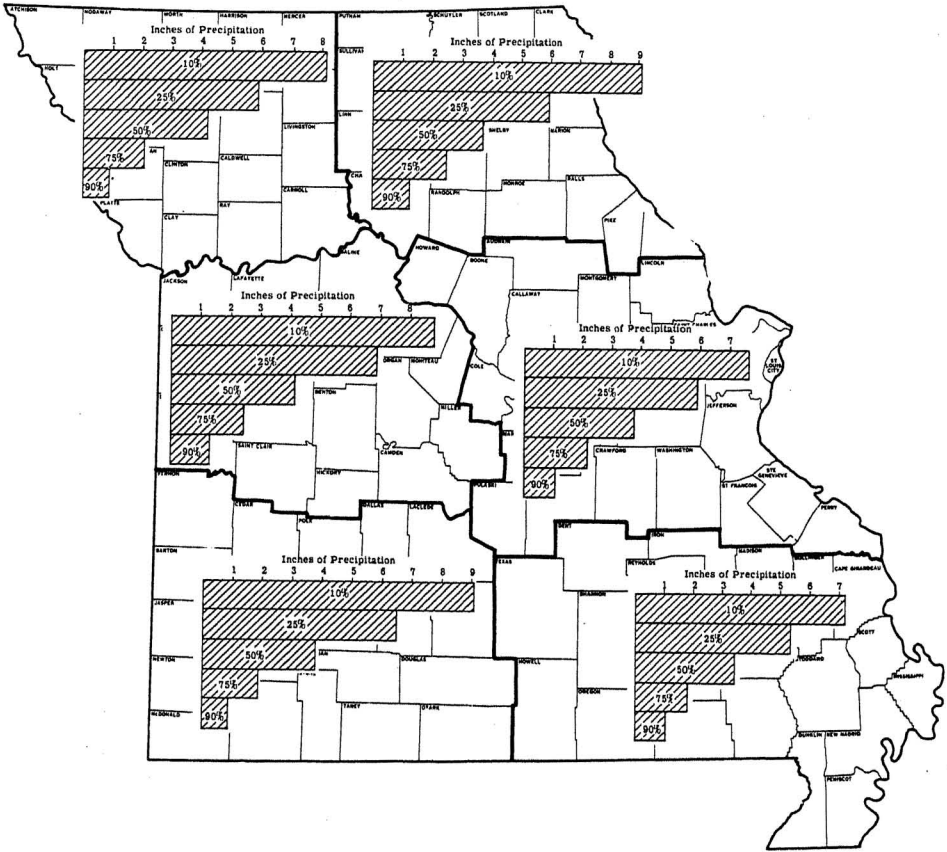 ATCHISON NODAWAY WORTH HARRISON MERCER PUTNAM SCHUYLER SCOTLAND CLARK
Inches of Precipitation
1 2 3 4 5 6 7 8
10%
25%
50%
75%
90%
HOLT
SULLIVAN
LINN
LIVINGSTON
CLINTON
CALDWELL
CARROLL
PLATTE
CLAY
RAY
Inches of Precipitation
1 2 3 4 5 6 7 8 9
10%
25%
50%
75%
90%
SHELBY
MARION
CHA
RANDOLPH
MONROE
RALLS
PIKE
SALINE
HOWARD
AUDRAIN
BOONE
LINCOLN
JACKSON
LAFAYETTE
CALLAWAY
MONTGOMERY
Inches of Precipitation
1 2 3 4 5 6 7 8
10%
25%
50%
75%
90%
ORGAN
MONITEAU
COLE
BENTON
MILLER
SAINT CLAIR
CAMDEN
MAR
HICKORY
PULASKI
Inches of Precipitation
1 2 3 4 5 6 7
10%
25%
50%
75%
90%
ST LOUIS CITY
JEFFERSON
CRAWFORD
WASHINGTON
STE GENEVIEVE
ST FRANCOIS
PERRY
VERNON
CEDAR
POLK
DALLAS
LACLEDE
DENT
IRON
BARTON
TEXAS
REYNOLDS
MADISON
BOLLINGER
CAPE GIRARDEAU
Inches of Precipitation
1 2 3 4 5 6 7 8 9
10%
25%
50%
75%
90%
JASPER
NEWTON
DOUGLAS
McDONALD
TANEY
OZARK
Inches of Precipitation
1 2 3 4 5 6 7
10%
25%
50%
75%
90%
SHANNON
HOWELL
OREGON
SCOTT
STODDARD
MISSISSIPPI
DUNKLIN
NEW MADRID
PEMISCOT